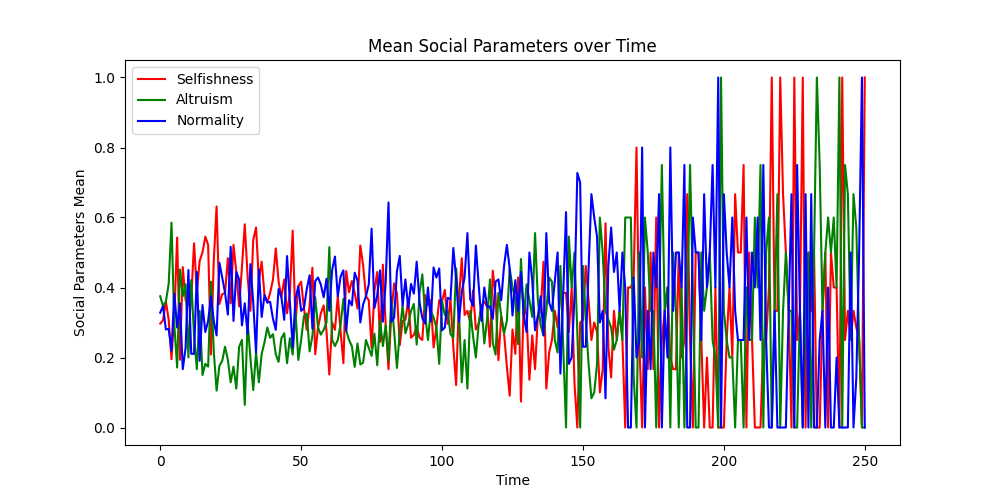 Mean Social Parameters over Time
Selfishness
Altruism
Normality
Social Parameters Mean
1.0
0.8
0.6
0.4
0.2
0.0
0
50
100
150
200
250
Time